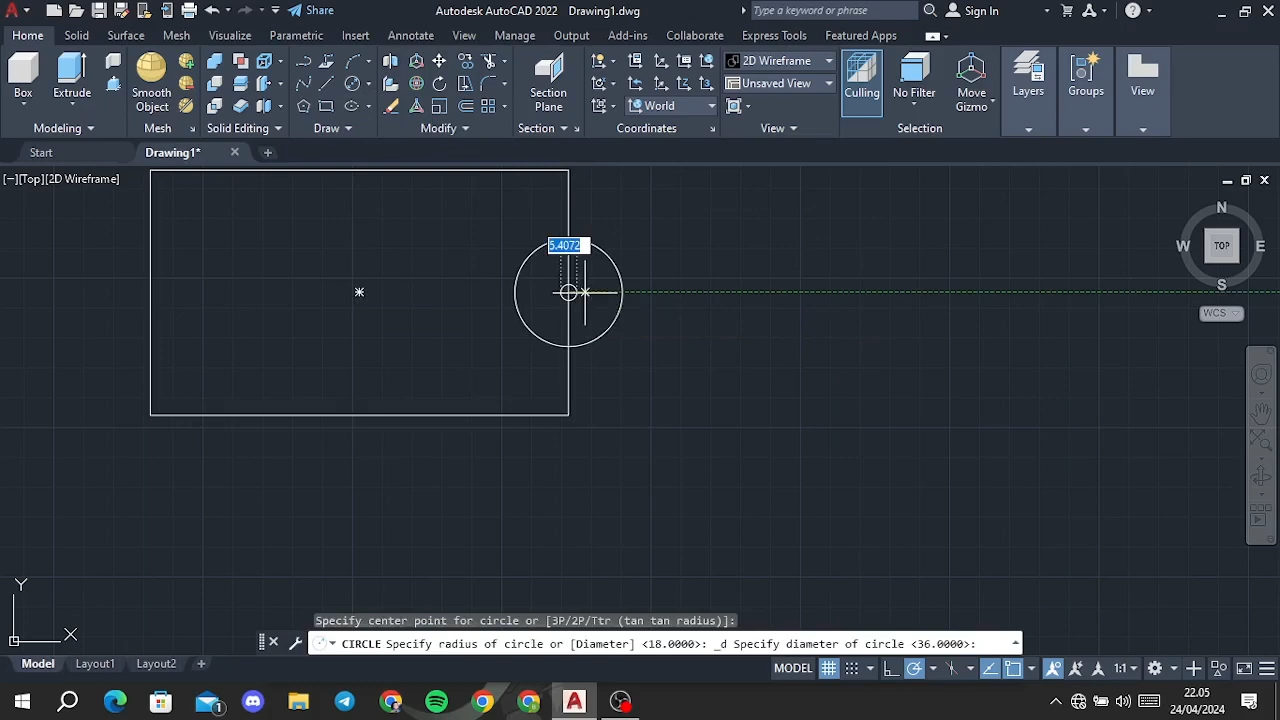 Share
Autodesk AutoCAD 2022 Drawing1.dwg
Type a keyword or phrase
Sign In
Home Solid Surface Mesh Visualize Parametric Insert Annotate View Manage Output Add-ins Collaborate Express Tools Featured Apps
Box
Extrude
Smooth
Object
Section
Plane
World
2D Wireframe
Unsaved View
Culling
No Filter
Move
Gizmo
Layers
Groups
View
Modeling
Mesh
Solid Editing
Draw
Modify
Section
Coordinates
View
Selection
Start
Drawing1*
[−][Top][2D Wireframe]
N
W
TOP
E
S
WCS
5.4072
Y
X
Specify center point for circle or [3P/2P/Ttr (tan tan radius)]:
CIRCLE Specify radius of circle or [Diameter] <18.0000>: _d Specify diameter of circle <36.0000>:
Model Layout1 Layout2
MODEL
1:1
1
22.05
24/04/2024